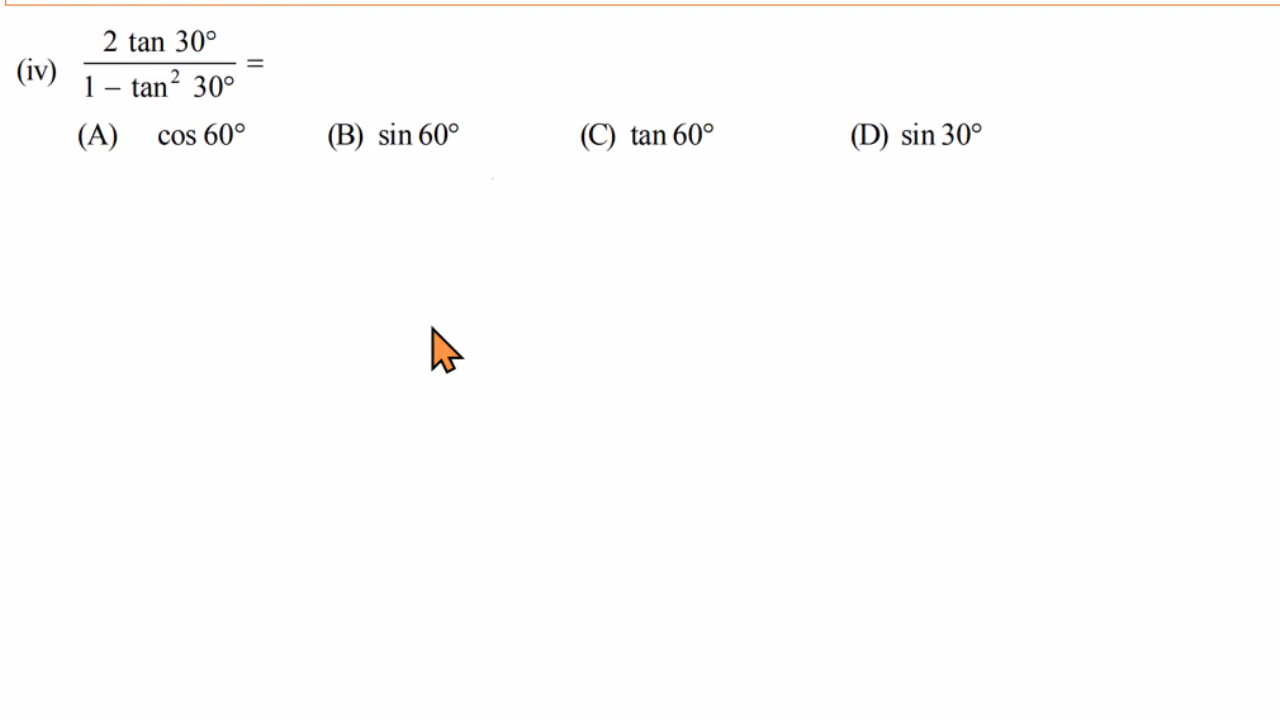 (iv) 2 tan 30° / 1 – tan² 30° =
(A) cos 60° (B) sin 60° (C) tan 60° (D) sin 30°